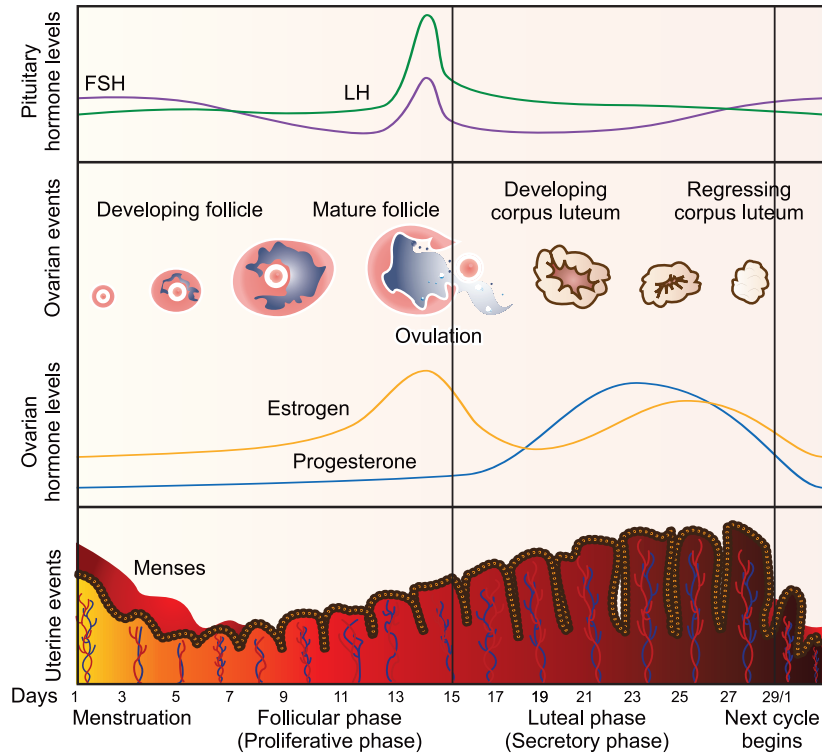 Pituitary
hormone levels
FSH
LH
Ovarian events
Developing follicle
Mature follicle
Developing
corpus luteum
Regressing
corpus luteum
Ovulation
Ovarian
hormone levels
Estrogen
Progesterone
Uterine events
Menses
Days
1 3 5 7 9 11 13 15 17 19 21 23 25 27 29/1
Menstruation
Follicular phase
(Proliferative phase)
Luteal phase
(Secretory phase)
Next cycle
begins